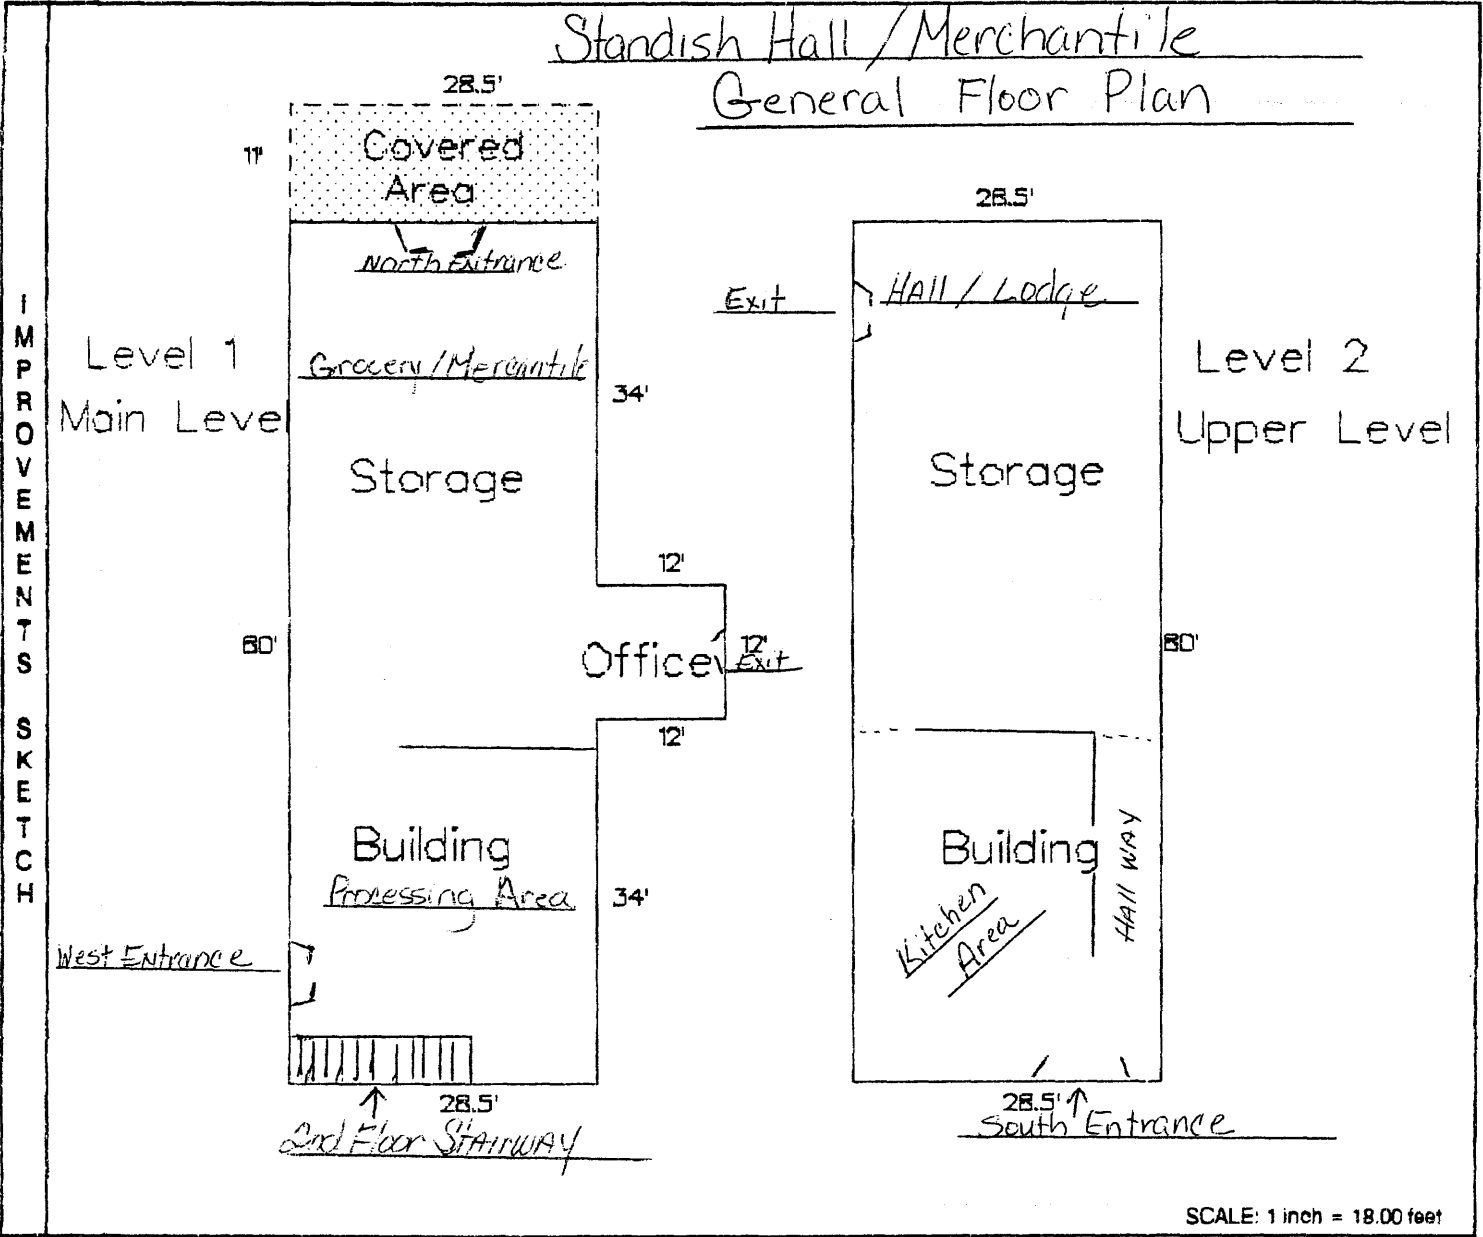 Standish Hall / Merchantile
General Floor Plan
IMPROVEMENTS SKETCH
28.5'
11'
Covered
Area
North Entrance
Level 1
Main Level
Grocery / Mercantile
34'
Storage
80'
12'
Office
12'
Exit
12'
Building
Processing Area
34'
West Entrance
28.5'
2nd Floor STAIRWAY
28.5'
Exit
HAll / Lodge
Level 2
Upper Level
Storage
80'
Building
HAll WAY
Kitchen
Area
28.5'
South Entrance
SCALE: 1 inch = 18.00 feet